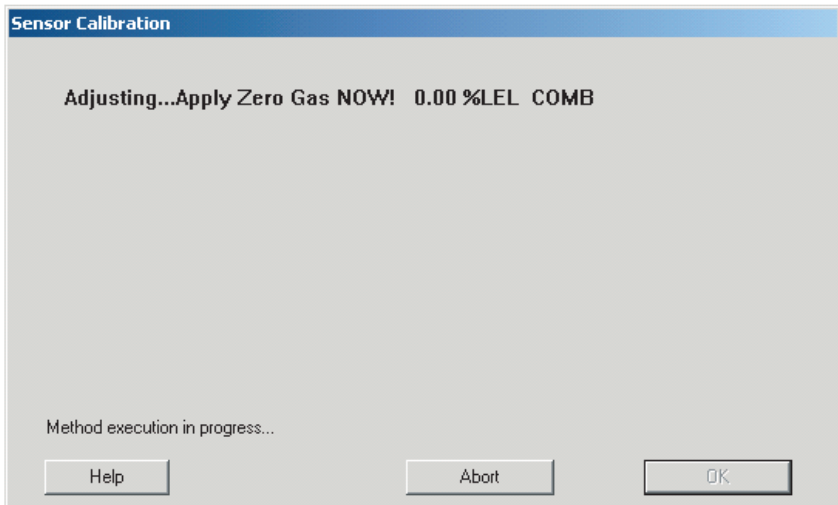 Sensor Calibration
Adjusting...Apply Zero Gas NOW! 0.00 %LEL COMB
Method execution in progress...
Help Abort OK